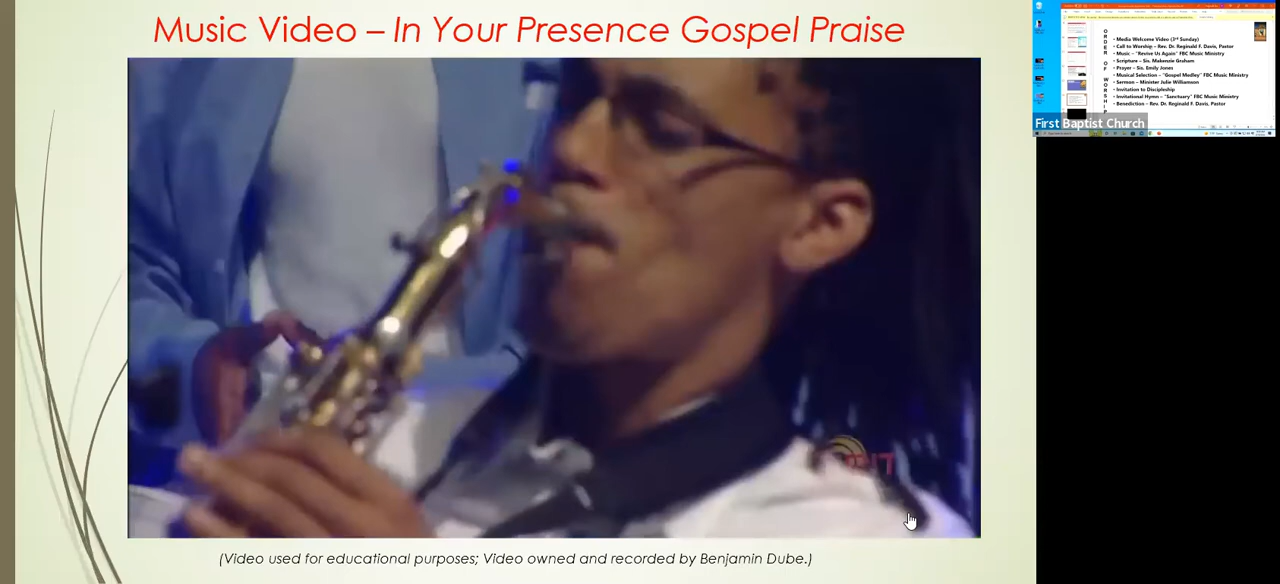 Music Video – In Your Presence Gospel Praise
(Video used for educational purposes; Video owned and recorded by Benjamin Dube.)
ORDER OF WORSHIP
• Media Welcome Video (3rd Sunday)
• Call to Worship – Rev. Dr. Reginald F. Davis, Pastor
• Music – "Revive Us Again" FBC Music Ministry
• Scripture – Sis. Makenzie Graham
• Prayer – Sis. Emily Jones
• Musical Selection – "Gospel Medley" FBC Music Ministry
• Sermon – Minister Julie Williamson
• Invitation to Discipleship
• Invitational Hymn – "Sanctuary" FBC Music Ministry
• Benediction – Rev. Dr. Reginald F. Davis, Pastor
First Baptist Church